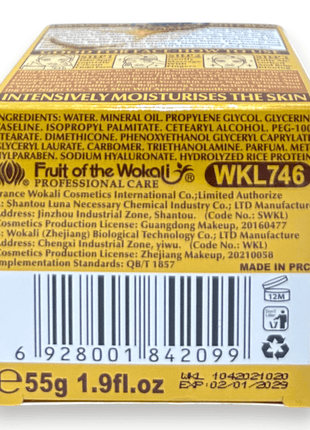 INTENSIVELY MOISTURISES THE SKIN
INGREDIENTS: WATER, MINERAL OIL, PROPYLENE GLYCOL, GLYCERIN
VASELINE, ISOPROPYL PALMITATE, CETEARYL ALCOHOL, PEG-100
STEARATE, DIMETHICONE, PHENOXYETHANOL GLYCERYL CAPRYLATE
GLYCERYL LAURATE, CARBOMER, TRIETHANOLAMINE, PARFUM, METH
YLPARABEN, SODIUM HYALURONATE, HYDROLYZED RICE PROTEIN
Fruit of the Wokali ® WKL746
PROFESSIONAL CARE
France Wokali Cosmetics International Co.,Limited Authorize
: Shantou Luna Necessary Chemical Industry Co.; LTD Manufacture
Address: Jinzhou Industrial Zone, Shantou. (Code: SWKL)
Cosmetics Production License: Guangdong Makeup, 20160477
: Wokali (Zhejiang) Biological Technology Co.; LTD Manufacture
address: Chengxi Industrial Zone, yiwu. (Code: YWKL)
Cosmetics Production License: Zhejiang Makeup, 20210058
Implementation Standards: QB/T 1857
MADE IN PRC
12M
6 928001 842099
e 55g 1.9fl.oz
WKL 1042021020
EXP: 02/01/2029